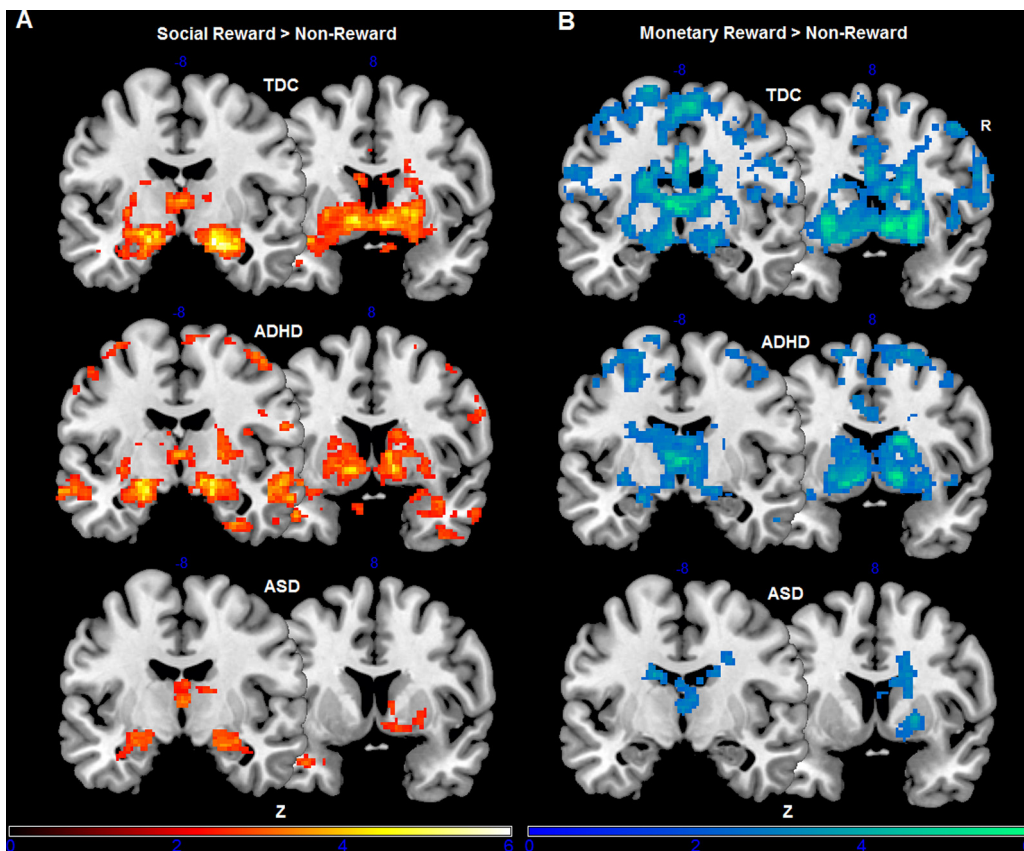 A
Social Reward > Non-Reward
-8
8
TDC
-8
8
ADHD
-8
8
ASD
Z
0 2 4 6
B
Monetary Reward > Non-Reward
-8
8
TDC
R
-8
8
ADHD
-8
8
ASD
Z
0 2 4